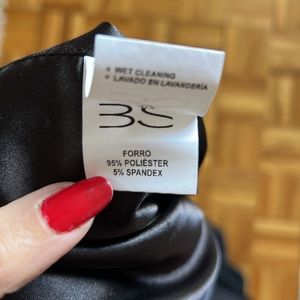 • WET CLEANING
• LAVADO EN LAVANDERÍA
BS
FORRO
95% POLIÉSTER
5% SPANDEX